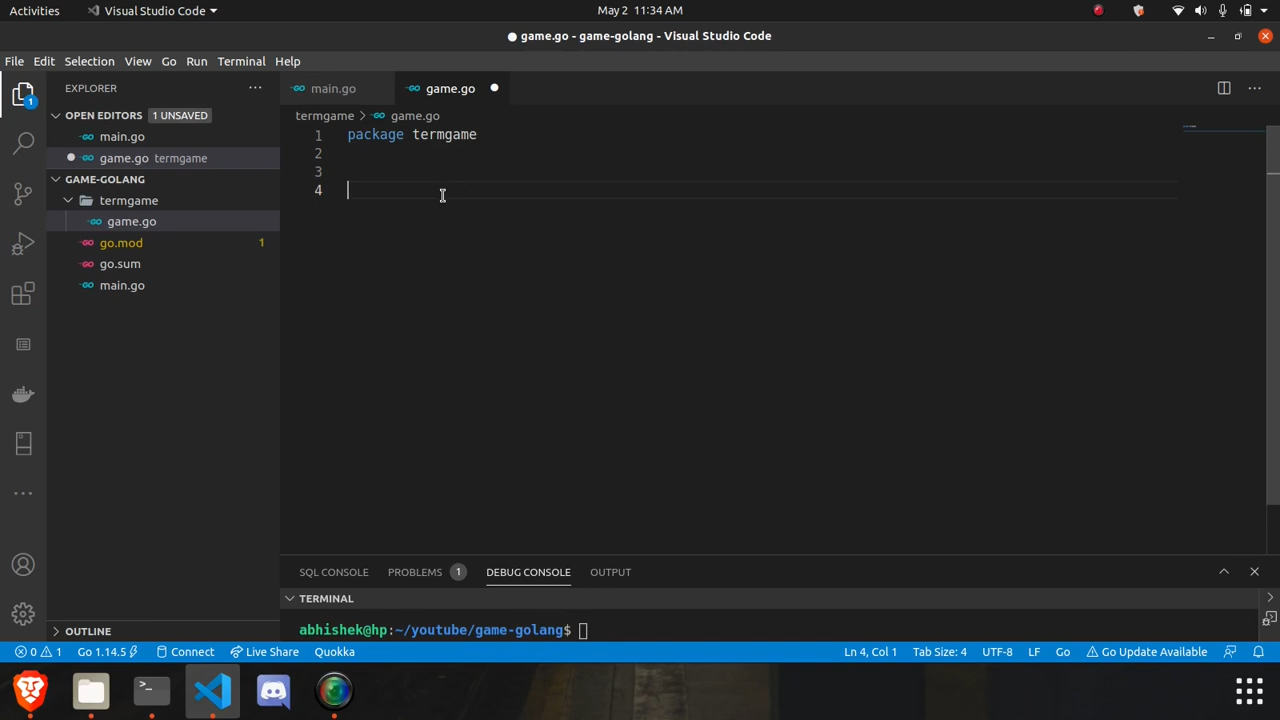 Activities
Visual Studio Code
May 2 11:34 AM
● game.go - game-golang - Visual Studio Code
File Edit Selection View Go Run Terminal Help
EXPLORER
OPEN EDITORS 1 UNSAVED
main.go
game.go termgame
GAME-GOLANG
termgame
game.go
go.mod 1
go.sum
main.go
OUTLINE
main.go
game.go
termgame > game.go
1 package termgame
2
3
4
SQL CONSOLE PROBLEMS 1 DEBUG CONSOLE OUTPUT
TERMINAL
abhishek@hp:~/youtube/game-golang$
0 1 Go 1.14.5 Connect Live Share Quokka Ln 4, Col 1 Tab Size: 4 UTF-8 LF Go Go Update Available